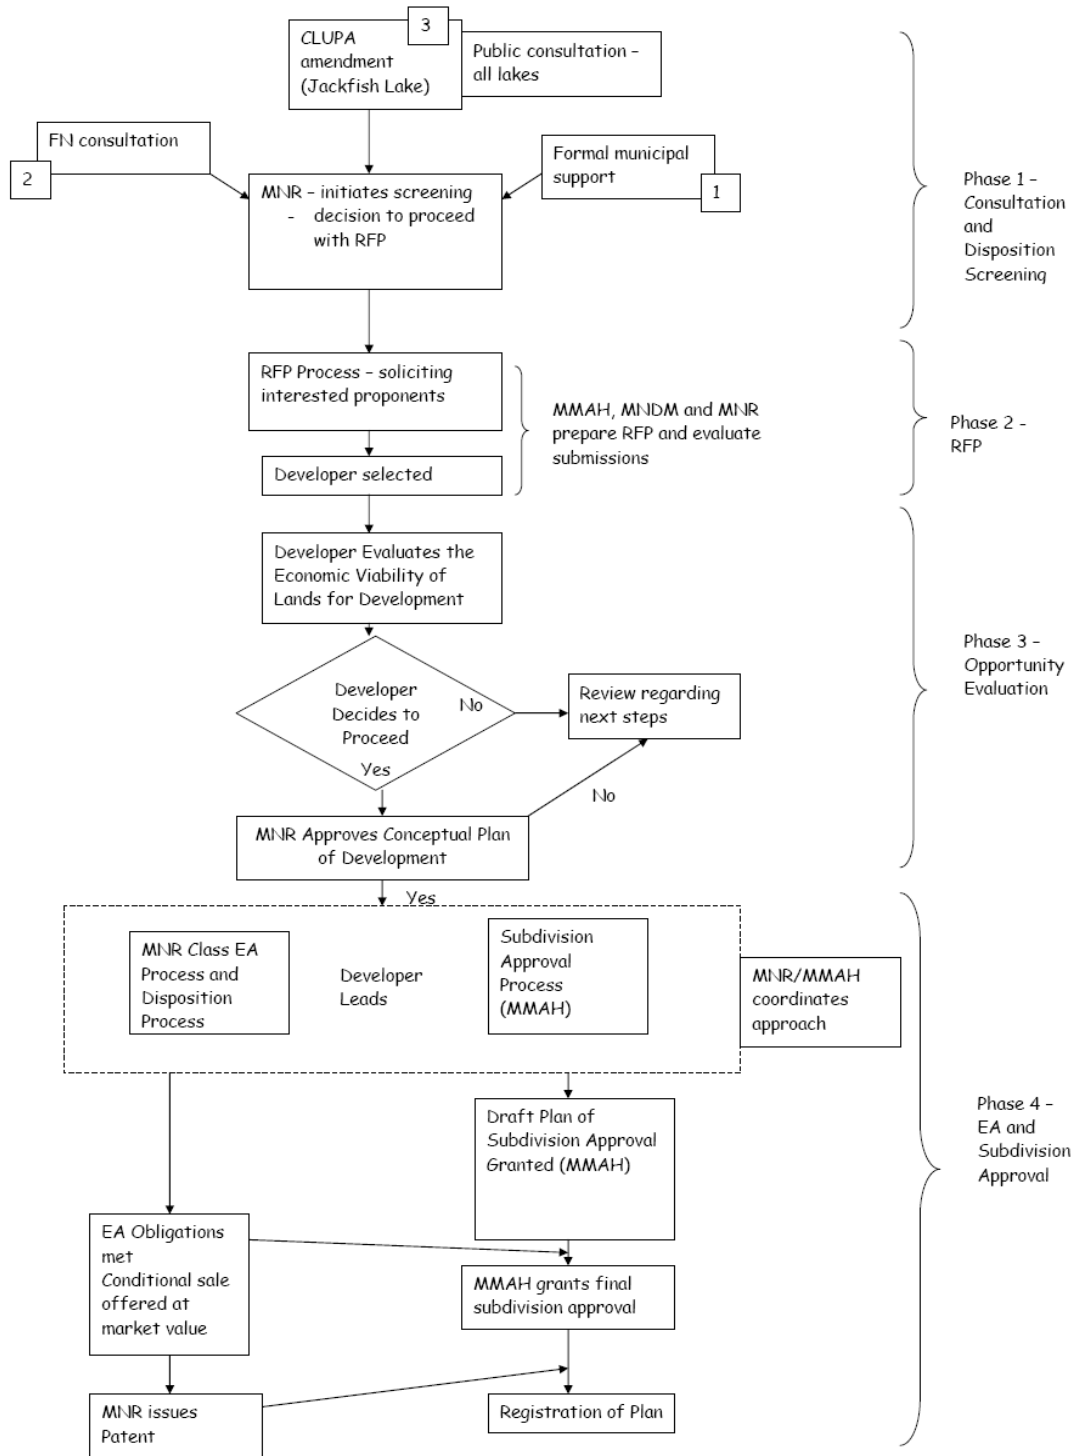 3
CLUPA
amendment
(Jackfish Lake)
Public consultation –
all lakes
FN consultation
2
Formal municipal
support
1
MNR – initiates screening
- decision to proceed
with RFP
Phase 1 –
Consultation
and
Disposition
Screening
RFP Process – soliciting
interested proponents
MMAH, MNDM and MNR
prepare RFP and evaluate
submissions
Developer selected
Phase 2 -
RFP
Developer Evaluates the
Economic Viability of
Lands for Development
Developer
Decides to
Proceed
No
Yes
Review regarding
next steps
No
MNR Approves Conceptual Plan
of Development
Yes
Phase 3 –
Opportunity
Evaluation
MNR Class EA
Process and
Disposition
Process
Developer
Leads
Subdivision
Approval
Process
(MMAH)
MNR/MMAH
coordinates
approach
Draft Plan of
Subdivision Approval
Granted (MMAH)
Phase 4 –
EA and
Subdivision
Approval
EA Obligations
met
Conditional sale
offered at
market value
MMAH grants final
subdivision approval
MNR issues
Patent
Registration of Plan